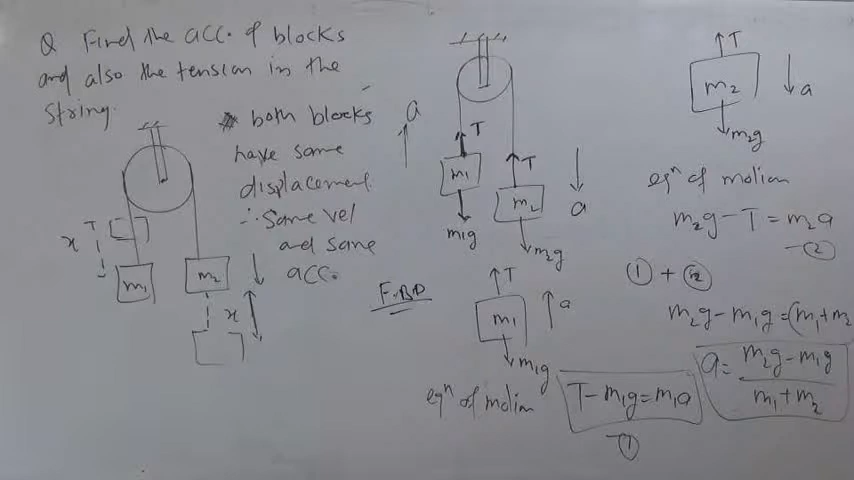 Q Find the acc. of blocks
and also the tension in the
string.
* both blocks
have same
displacement
∴ same vel
and same
acc.
x
m₁
m₂
x
a
T
m₁
m₁g
T
m₂
m₂g
a
F.B.D
T
m₁
a
m₁g
eqⁿ of motion
T - m₁g = m₁a
①
T
m₂
a
m₂g
eqⁿ of motion
m₂g - T = m₂a
-②
① + ②
m₂g - m₁g = (m₁+m₂
a = m₂g - m₁g
m₁ + m₂